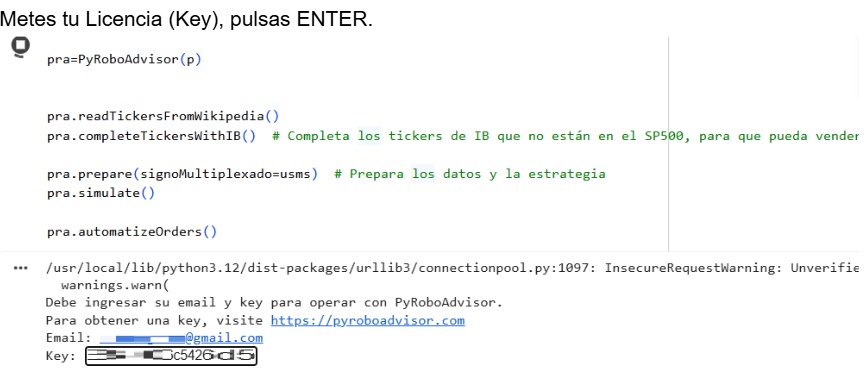 Metes tu Licencia (Key), pulsas ENTER.
pra=PyRoboAdvisor(p)
pra.readTickersFromWikipedia()
pra.completeTickersWithIB()  # Completa los tickers de IB que no están en el SP500, para que pueda vender
pra.prepare(signoMultiplexado=usms)  # Prepara los datos y la estrategia
pra.simulate()
pra.automatizeOrders()
/usr/local/lib/python3.12/dist-packages/urllib3/connectionpool.py:1097: InsecureRequestWarning: Unverifie
warnings.warn(
Debe ingresar su email y key para operar con PyRoboAdvisor.
Para obtener una key, visite https://pyroboadvisor.com
Email: @gmail.com
Key: